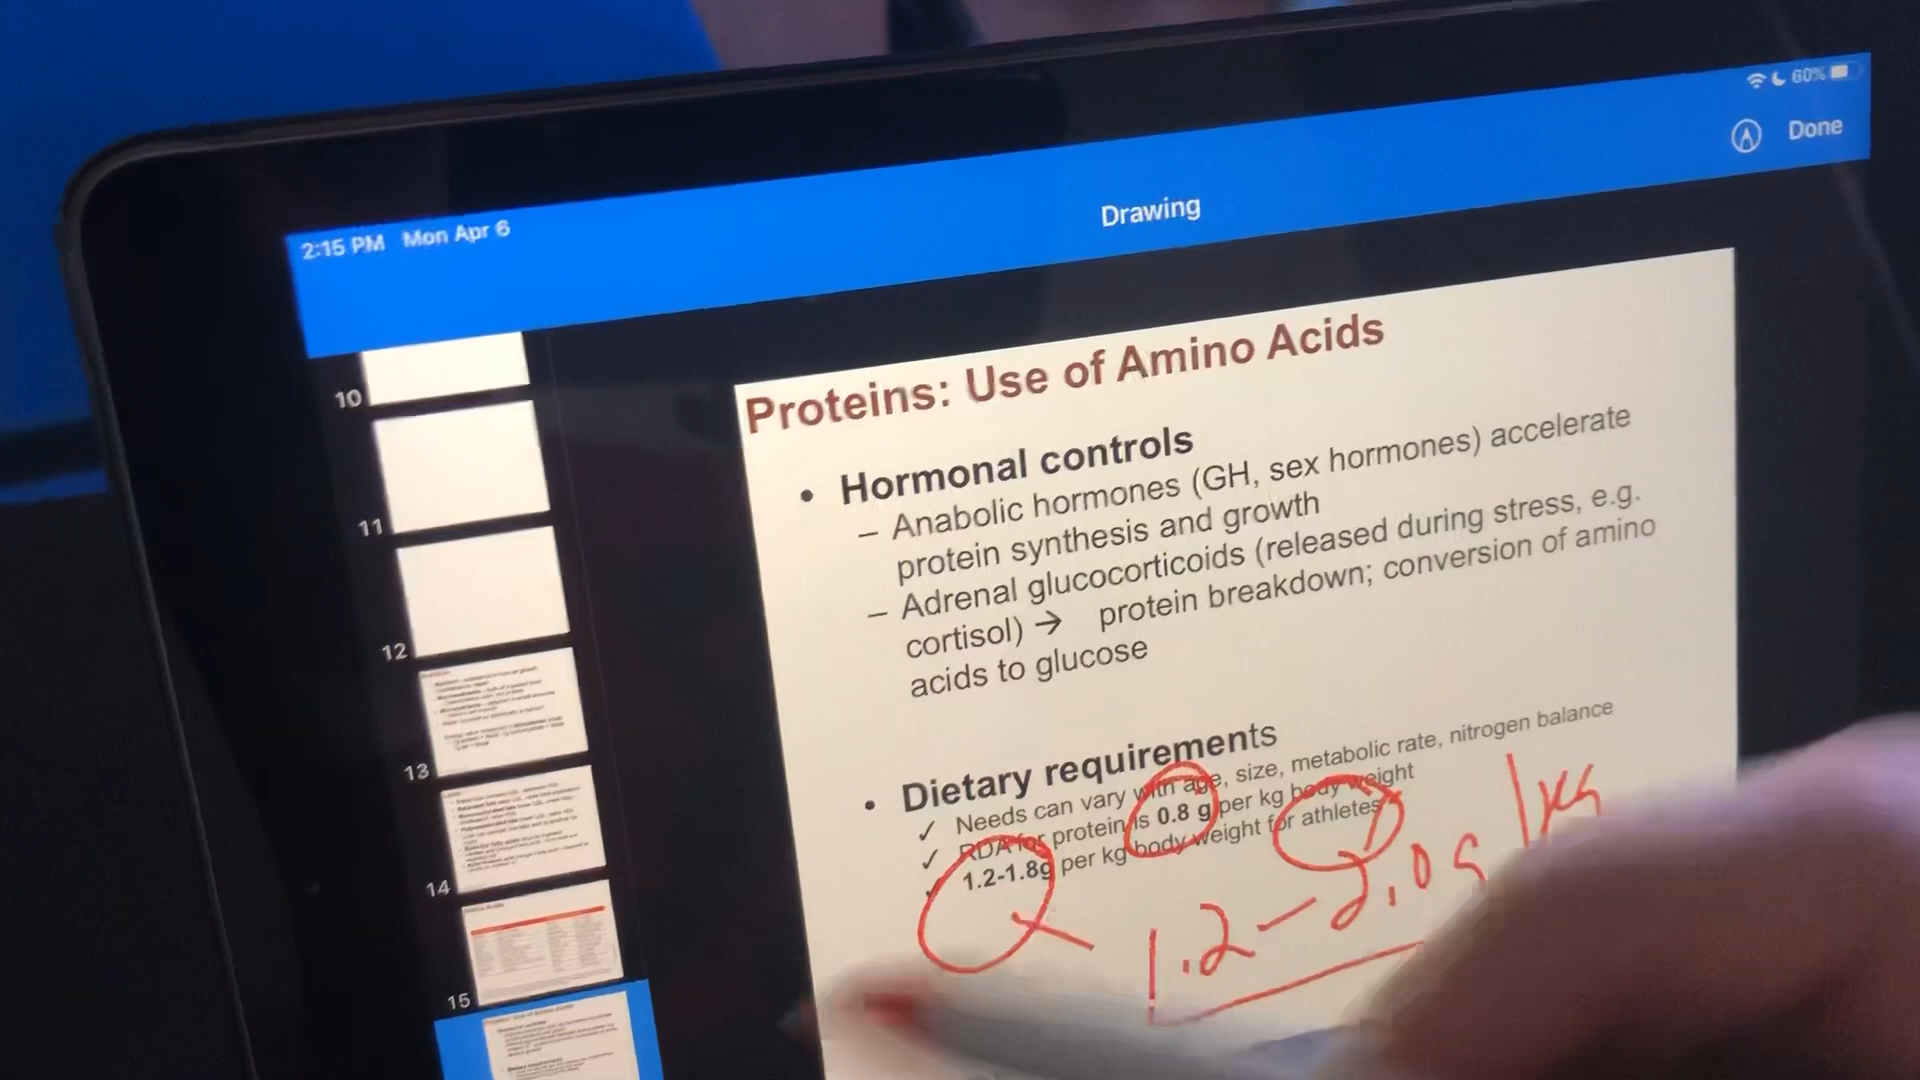 2:15 PM Mon Apr 6
60%
Drawing
Done
10
11
12
13
14
15
Proteins: Use of Amino Acids
• Hormonal controls
– Anabolic hormones (GH, sex hormones) accelerate
protein synthesis and growth
– Adrenal glucocorticoids (released during stress, e.g.
cortisol) → protein breakdown; conversion of amino
acids to glucose
• Dietary requirements
✓ Needs can vary with age, size, metabolic rate, nitrogen balance
✓ RDA for protein is 0.8 g per kg body weight
✓ 1.2-1.8g per kg body weight for athletes
1.2-2.0g/kg